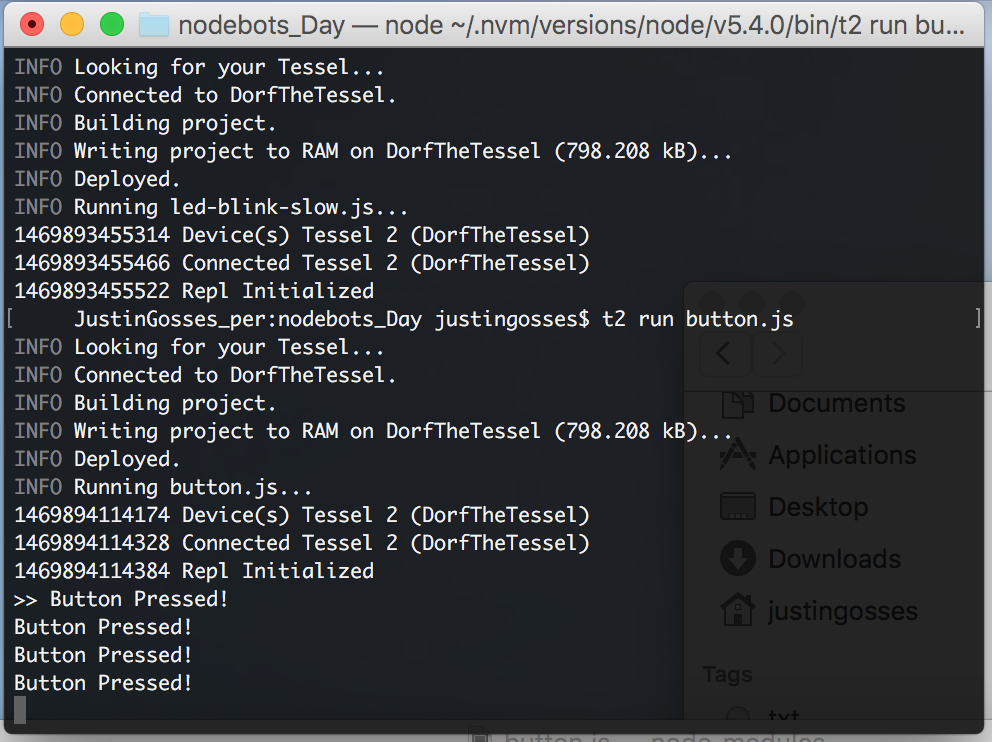 nodebots_Day — node ~/.nvm/versions/node/v5.4.0/bin/t2 run bu...
INFO Looking for your Tessel...
INFO Connected to DorfTheTessel.
INFO Building project.
INFO Writing project to RAM on DorfTheTessel (798.208 kB)...
INFO Deployed.
INFO Running led-blink-slow.js...
1469893455314 Device(s) Tessel 2 (DorfTheTessel)
1469893455466 Connected Tessel 2 (DorfTheTessel)
1469893455522 Repl Initialized
[ JustinGosses_per:nodebots_Day justingosses$ t2 run button.js ]
INFO Looking for your Tessel...
INFO Connected to DorfTheTessel.
INFO Building project.
INFO Writing project to RAM on DorfTheTessel (798.208 kB)...
INFO Deployed.
INFO Running button.js...
1469894114174 Device(s) Tessel 2 (DorfTheTessel)
1469894114328 Connected Tessel 2 (DorfTheTessel)
1469894114384 Repl Initialized
>> Button Pressed!
Button Pressed!
Button Pressed!
Button Pressed!
Documents
Applications
Desktop
Downloads
justingosses
Tags
txt
button.js — node_modules